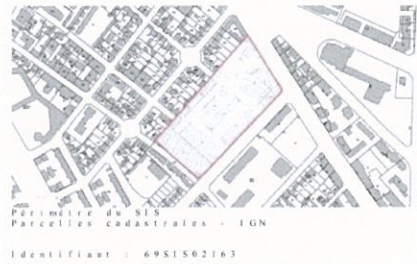 Périmètre du SIS
Parcelles cadastrales - IGN
Identifiant : 69SIS02163